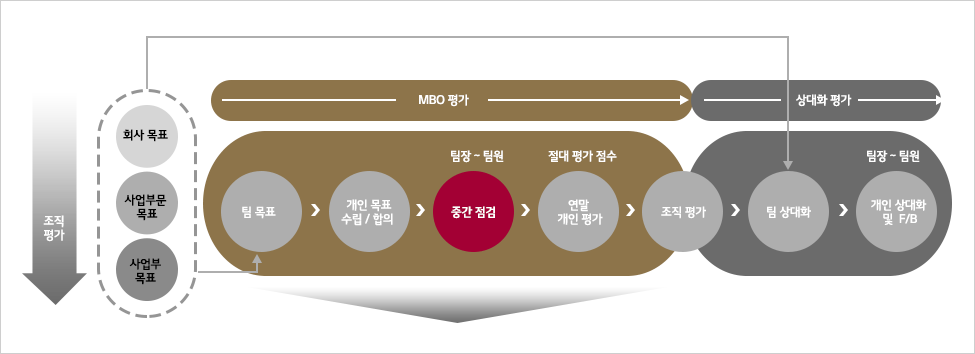 MBO 평가
상대화 평가
조직
평가
회사 목표
사업부문
목표
사업부
목표
팀장 ~ 팀원
절대 평가 점수
팀장 ~ 팀원
팀 목표
개인 목표
수립 / 합의
중간 점검
연말
개인 평가
조직 평가
팀 상대화
개인 상대화
및 F/B